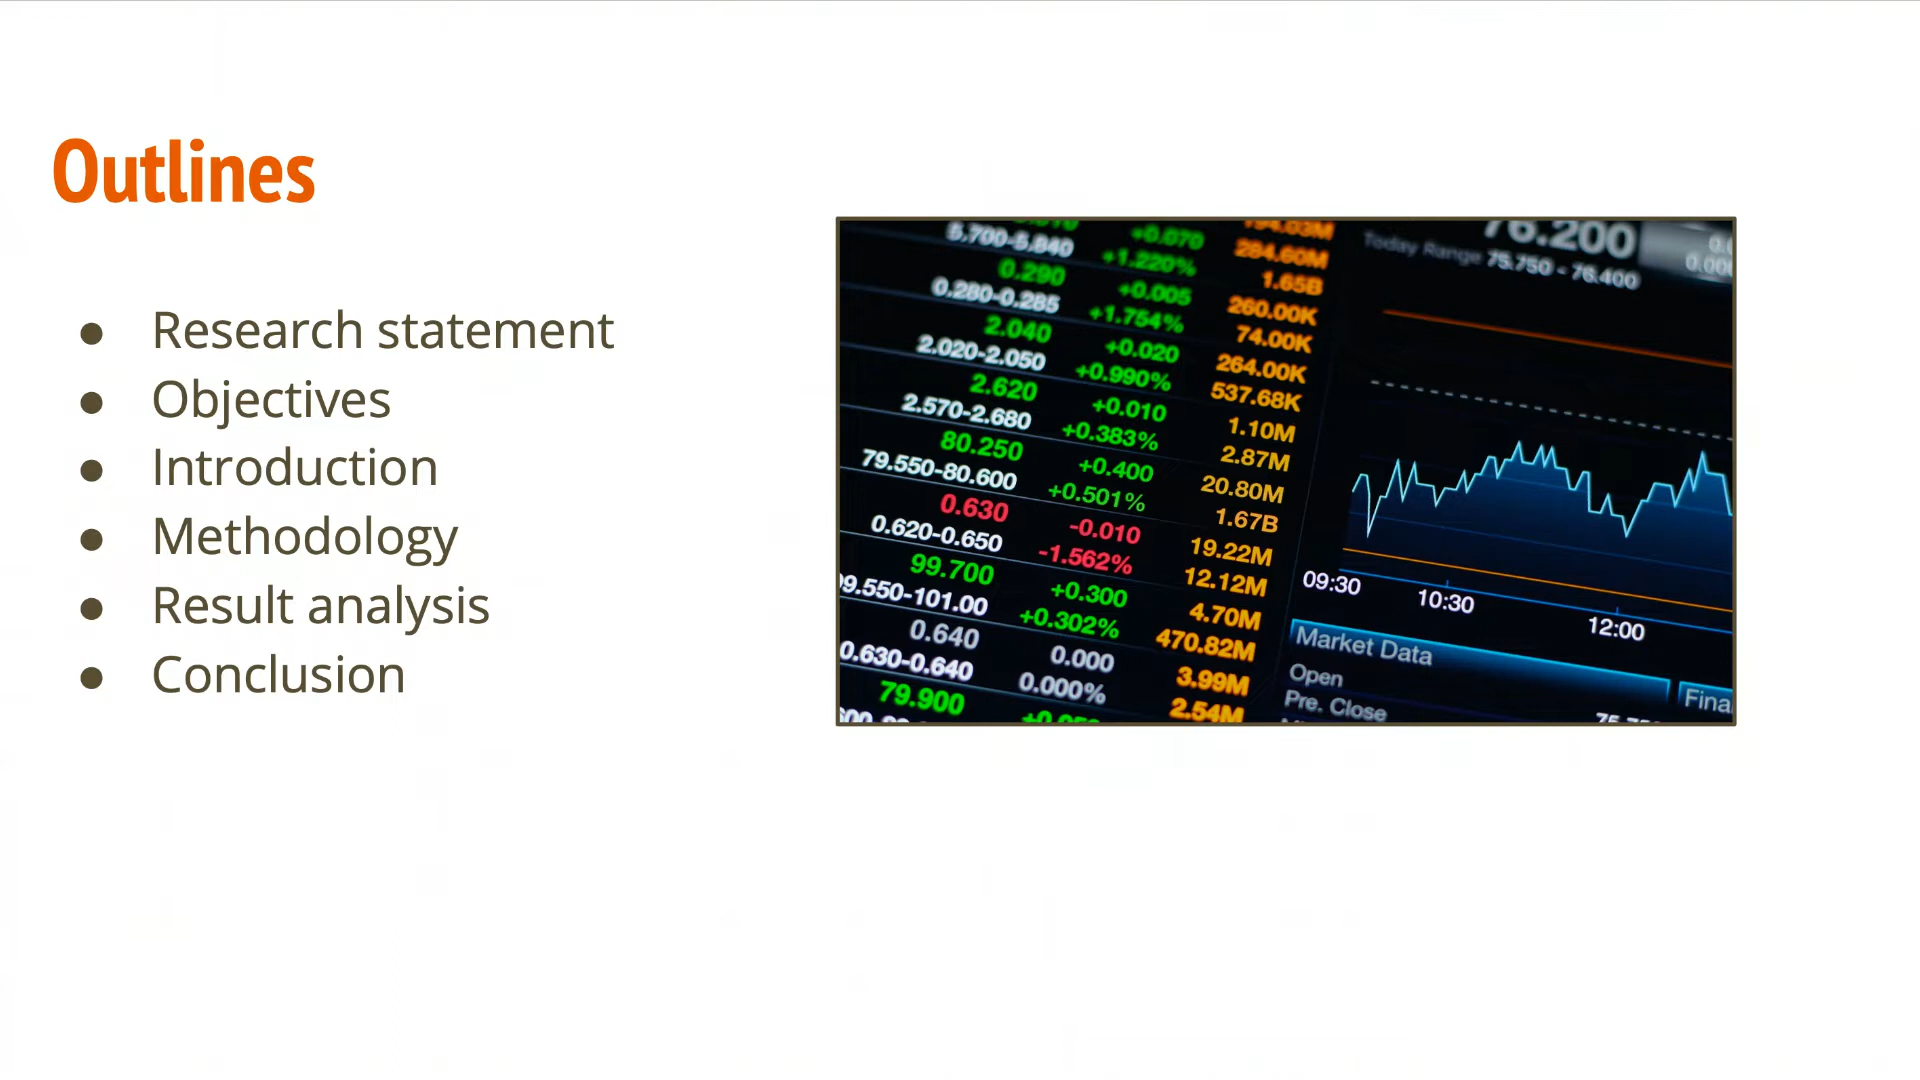 Outlines
● Research statement
● Objectives
● Introduction
● Methodology
● Result analysis
● Conclusion
5.700-5.840 +0.070 284.60M
+1.220%
0.290 +0.005 1.65B
0.280-0.285 +1.754% 260.00K
2.040 +0.020 74.00K
2.020-2.050 +0.990% 264.00K
2.620 +0.010 537.68K
2.570-2.680 +0.383% 1.10M
80.250 +0.400 2.87M
79.550-80.600 +0.501% 20.80M
0.630 -0.010 1.67B
0.620-0.650 -1.562% 19.22M
99.700 +0.300 12.12M
9.550-101.00 +0.302% 4.70M
0.640 0.000 470.82M
0.630-0.640 0.000% 3.99M
79.900 2.54M
76.200
Today Range 75.750 - 76.400
09:30 10:30 12:00
Market Data
Open
Pre. Close